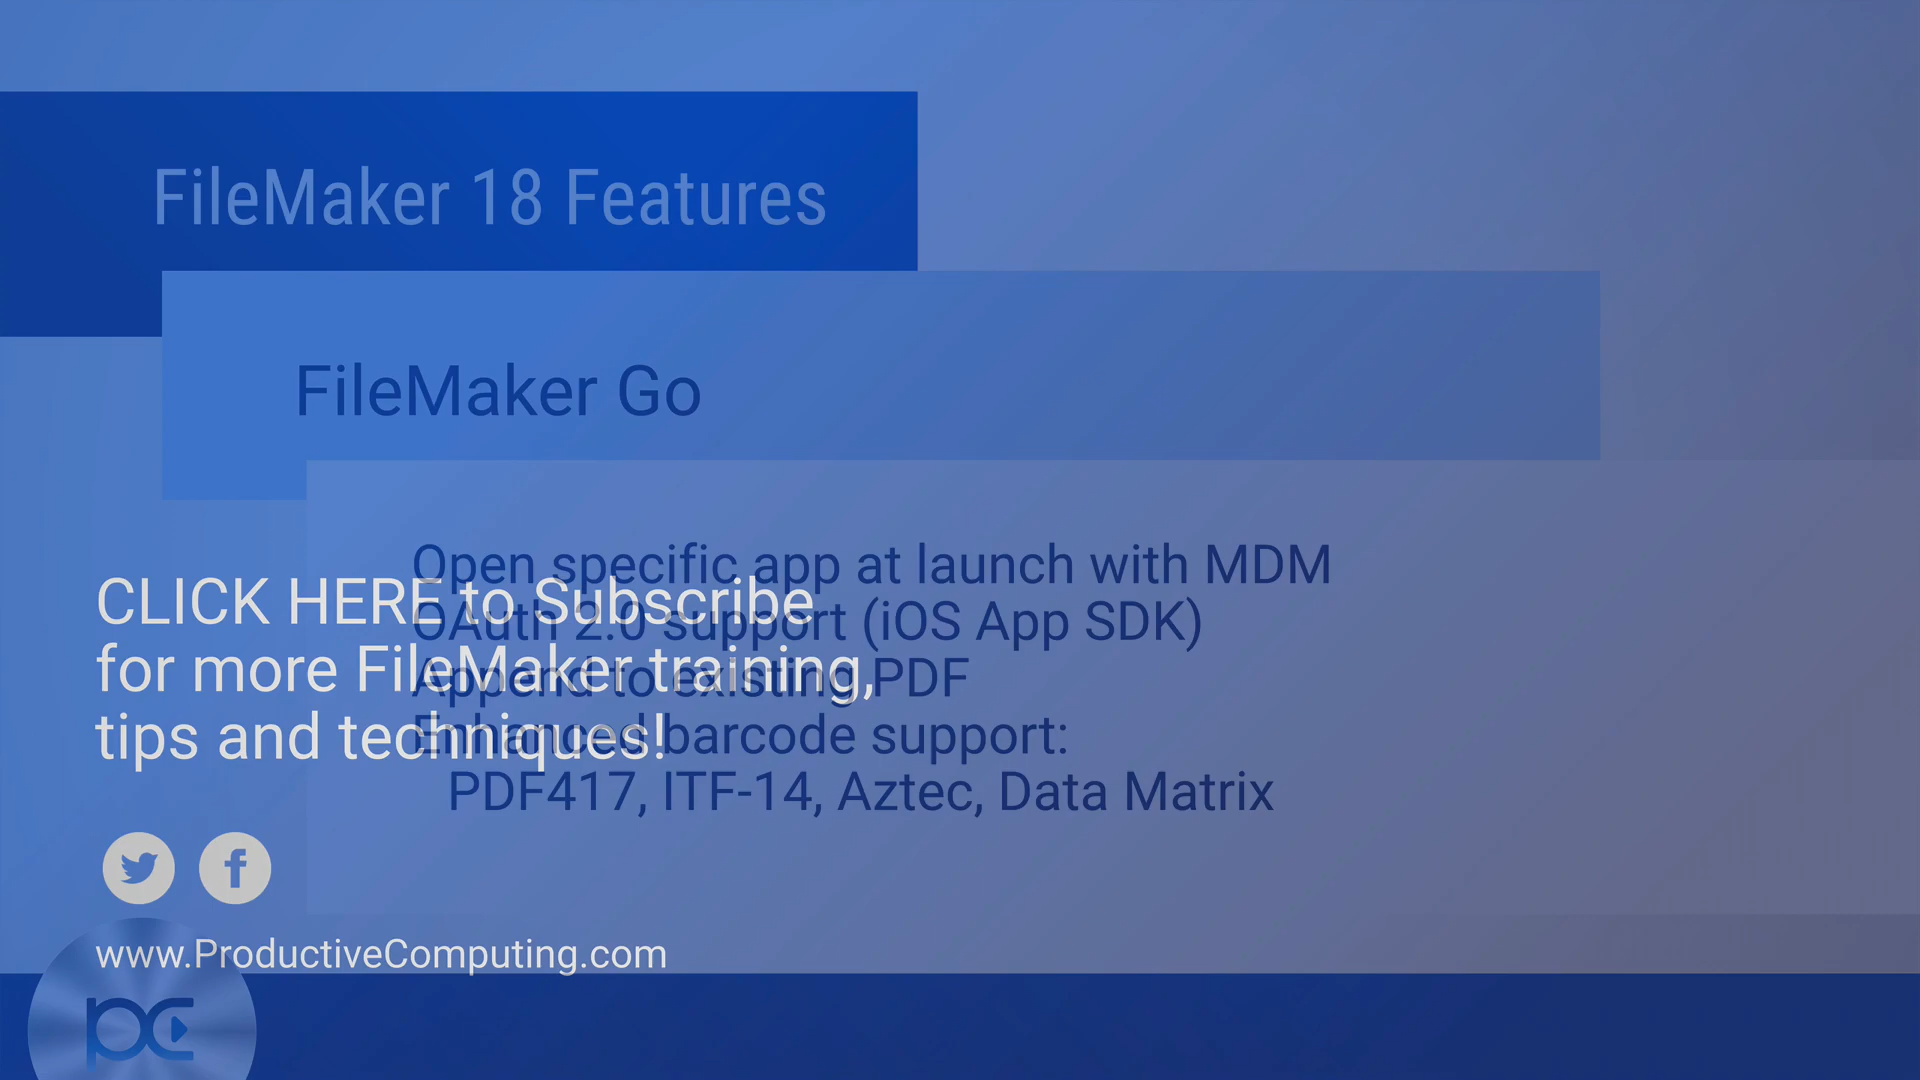 FileMaker 18 Features
FileMaker Go
Open specific app at launch with MDM
OAuth 2.0 support (iOS App SDK)
Append to existing PDF
Enhanced barcode support:
PDF417, ITF-14, Aztec, Data Matrix
CLICK HERE to Subscribe
for more FileMaker training,
tips and techniques!
www.ProductiveComputing.com
pc